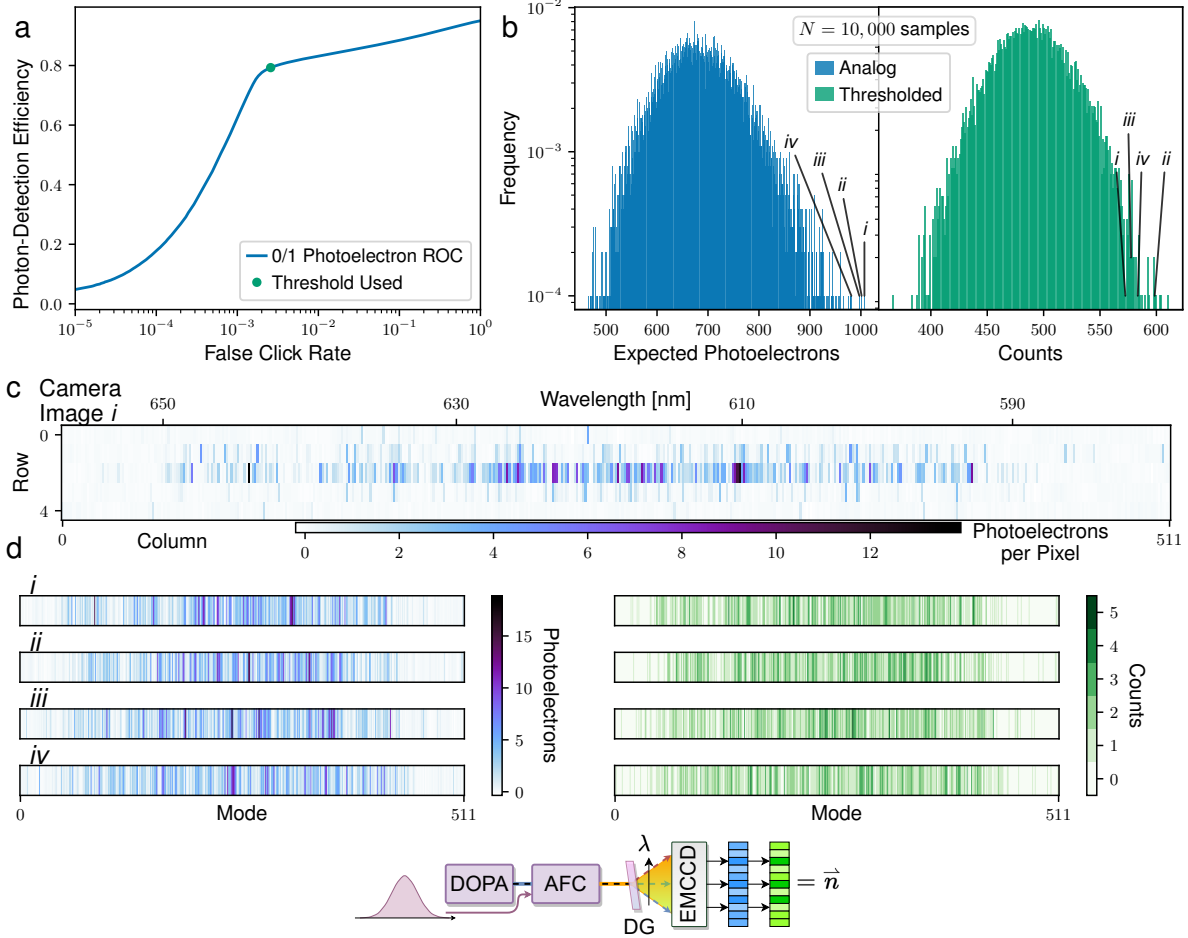 a
Photon-Detection Efficiency
0.8
0.6
0.4
0.2
0.0
0/1 Photoelectron ROC
Threshold Used
10⁻⁵ 10⁻⁴ 10⁻³ 10⁻² 10⁻¹ 10⁰
False Click Rate
b
Frequency
10⁻²
10⁻³
10⁻⁴
N = 10,000 samples
Analog
Thresholded
iv
iii
ii
i
iii
i iv ii
500 600 700 800 900 1000
400 450 500 550 600
Expected Photoelectrons
Counts
c
Camera
Image i
650 630 610 590
Wavelength [nm]
Row
0
4
0
511
Column
0 2 4 6 8 10 12
Photoelectrons
per Pixel
d
i
ii
iii
iv
0 511
Mode
15
10
5
0
Photoelectrons
0 511
Mode
5
4
3
2
1
0
Counts
DOPA
AFC
λ
DG
EMCCD
= n⃗